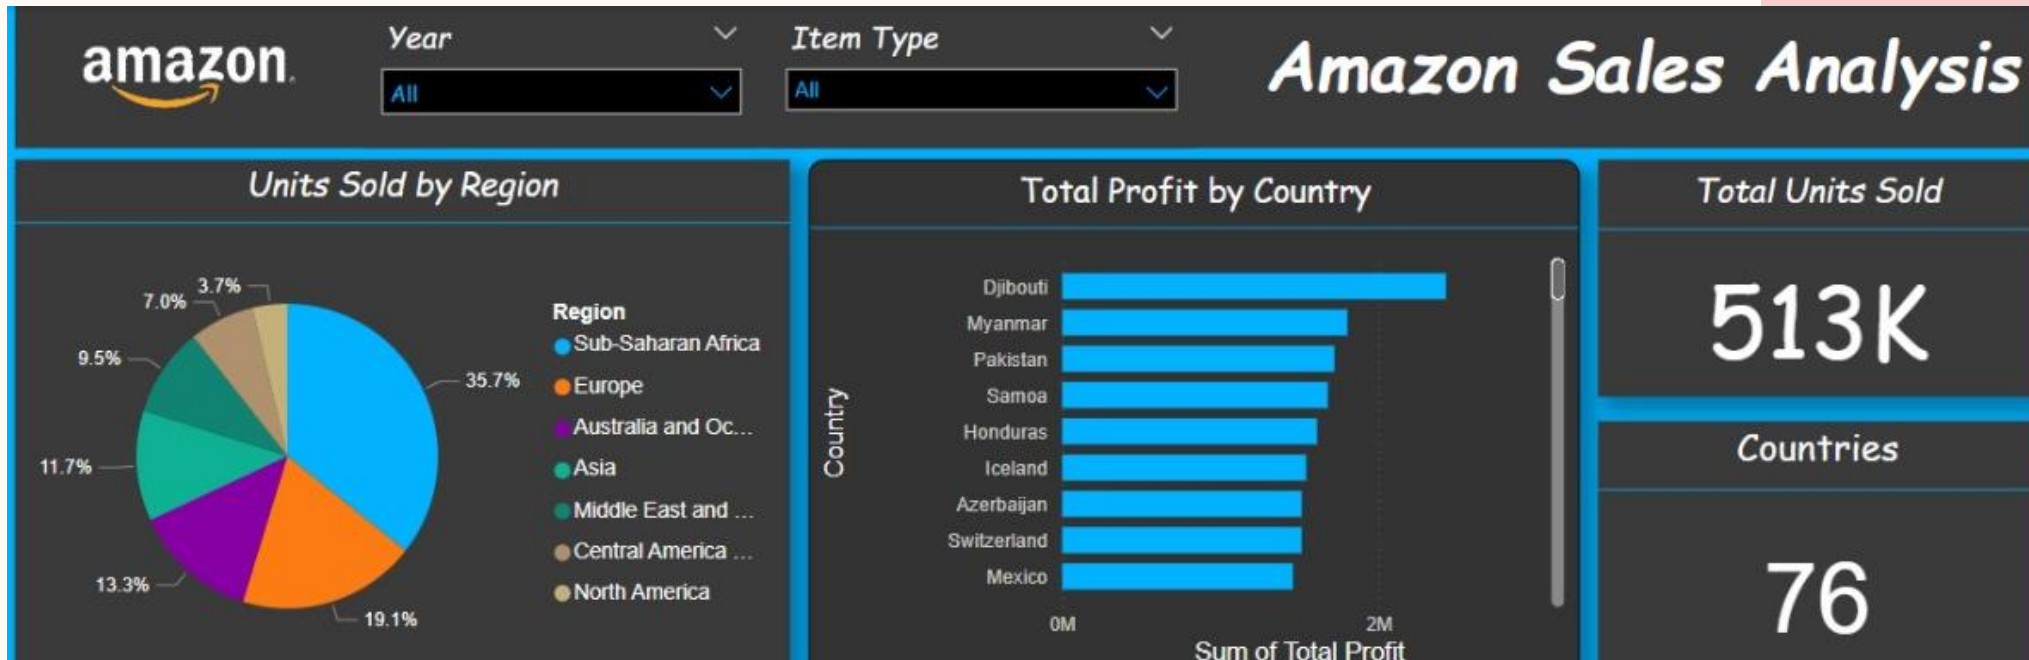 amazon
Year
All
Item Type
All
Amazon Sales Analysis
Units Sold by Region
3.7%
7.0%
9.5%
35.7%
11.7%
13.3%
19.1%
Region
Sub-Saharan Africa
Europe
Australia and Oc...
Asia
Middle East and ...
Central America ...
North America
Total Profit by Country
Country
Djibouti
Myanmar
Pakistan
Samoa
Honduras
Iceland
Azerbaijan
Switzerland
Mexico
0M 2M
Sum of Total Profit
Total Units Sold
513K
Countries
76